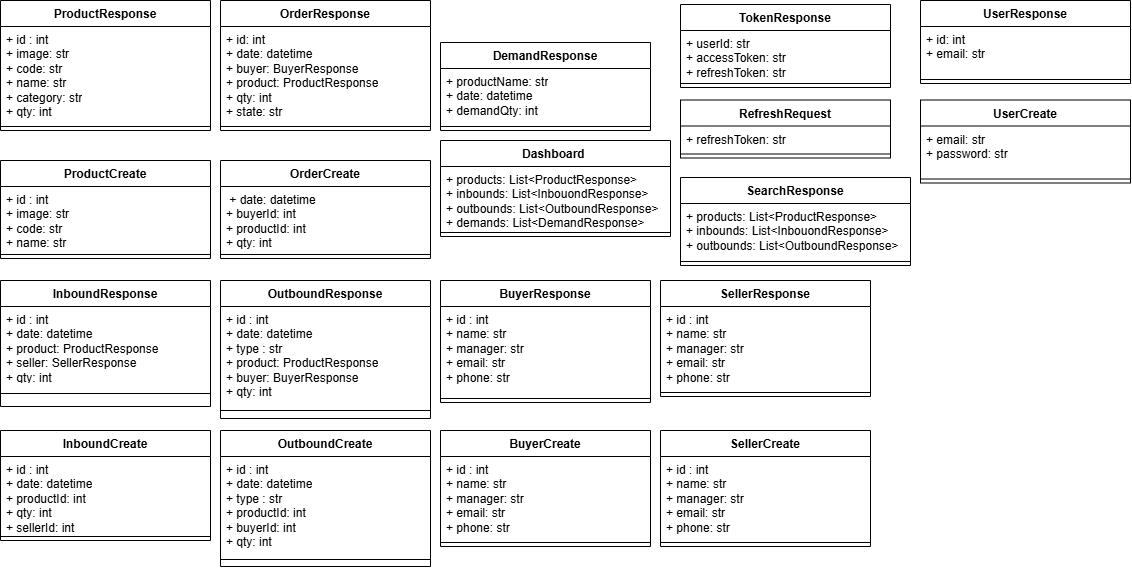 ProductResponse
+ id : int
+ image: str
+ code: str
+ name: str
+ category: str
+ qty: int
OrderResponse
+ id: int
+ date: datetime
+ buyer: BuyerResponse
+ product: ProductResponse
+ qty: int
+ state: str
DemandResponse
+ productName: str
+ date: datetime
+ demandQty: int
TokenResponse
+ userId: str
+ accessToken: str
+ refreshToken: str
UserResponse
+ id: int
+ email: str
RefreshRequest
+ refreshToken: str
UserCreate
+ email: str
+ password: str
ProductCreate
+ id : int
+ image: str
+ code: str
+ name: str
OrderCreate
+ date: datetime
+ buyerId: int
+ productId: int
+ qty: int
Dashboard
+ products: List<ProductResponse>
+ inbounds: List<InbouondResponse>
+ outbounds: List<OutboundResponse>
+ demands: List<DemandResponse>
SearchResponse
+ products: List<ProductResponse>
+ inbounds: List<InbouondResponse>
+ outbounds: List<OutboundResponse>
InboundResponse
+ id : int
+ date: datetime
+ product: ProductResponse
+ seller: SellerResponse
+ qty: int
OutboundResponse
+ id : int
+ date: datetime
+ type : str
+ product: ProductResponse
+ buyer: BuyerResponse
+ qty: int
BuyerResponse
+ id : int
+ name: str
+ manager: str
+ email: str
+ phone: str
SellerResponse
+ id : int
+ name: str
+ manager: str
+ email: str
+ phone: str
InboundCreate
+ id : int
+ date: datetime
+ productId: int
+ qty: int
+ sellerId: int
OutboundCreate
+ id : int
+ date: datetime
+ type : str
+ productId: int
+ buyerId: int
+ qty: int
BuyerCreate
+ id : int
+ name: str
+ manager: str
+ email: str
+ phone: str
SellerCreate
+ id : int
+ name: str
+ manager: str
+ email: str
+ phone: str